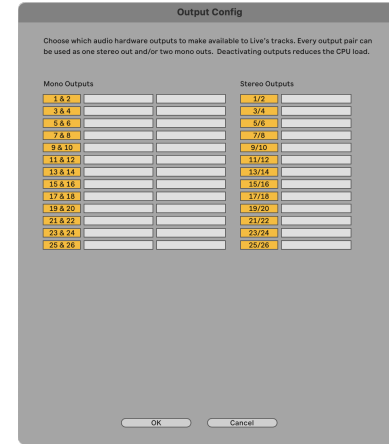 Output Config
Choose which audio hardware outputs to make available to Live's tracks. Every output pair can
be used as one stereo out and/or two mono outs. Deactivating outputs reduces the CPU load.
Mono Outputs Stereo Outputs
1 & 2 1/2
3 & 4 3/4
5 & 6 5/6
7 & 8 7/8
9 & 10 9/10
11 & 12 11/12
13 & 14 13/14
15 & 16 15/16
17 & 18 17/18
19 & 20 19/20
21 & 22 21/22
23 & 24 23/24
25 & 26 25/26
OK Cancel